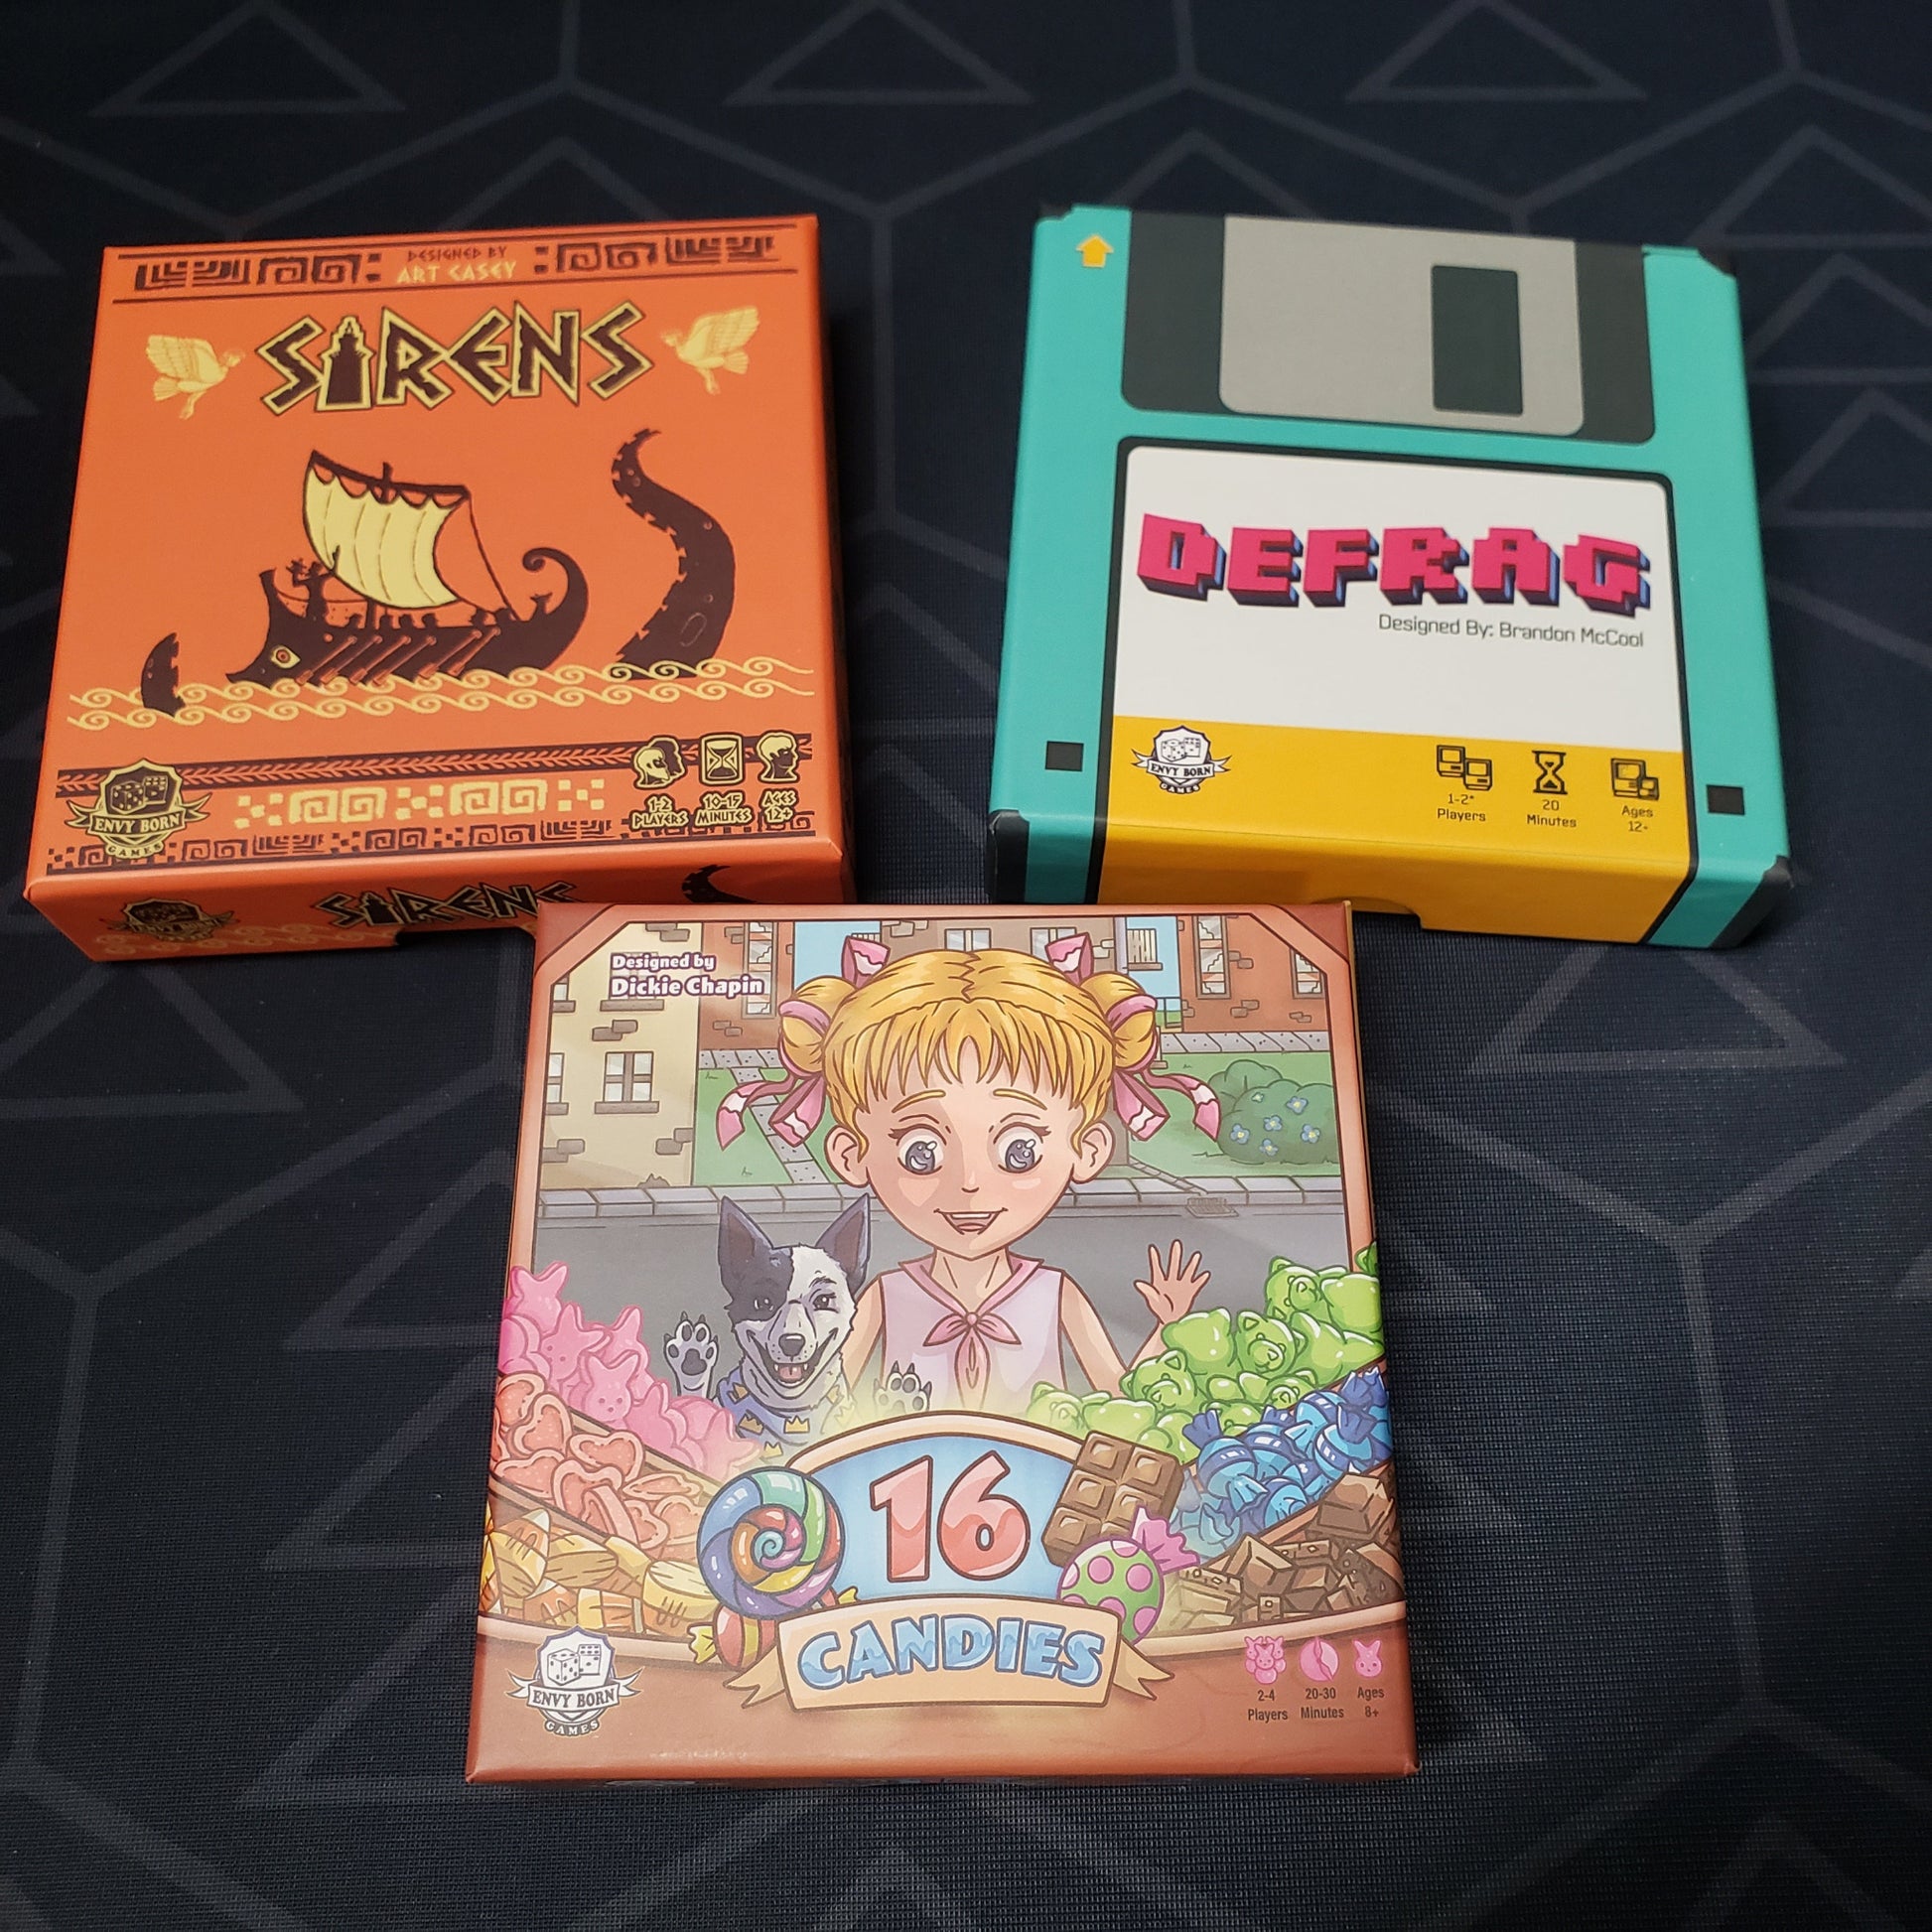 DESIGNED BY
ART CASEY
SIRENS
ENVY BORN
GAMES
1-2
PLAYERS
10-17
MINUTES
AGES
12+
SIRENS
DEFRAG
Designed By: Brandon McCool
ENVY BORN
GAMES
1-2*
Players
20
Minutes
Ages
12+
Designed by
Dickie Chapin
16
CANDIES
ENVY BORN
GAMES
2-4
Players
20-30
Minutes
Ages
8+